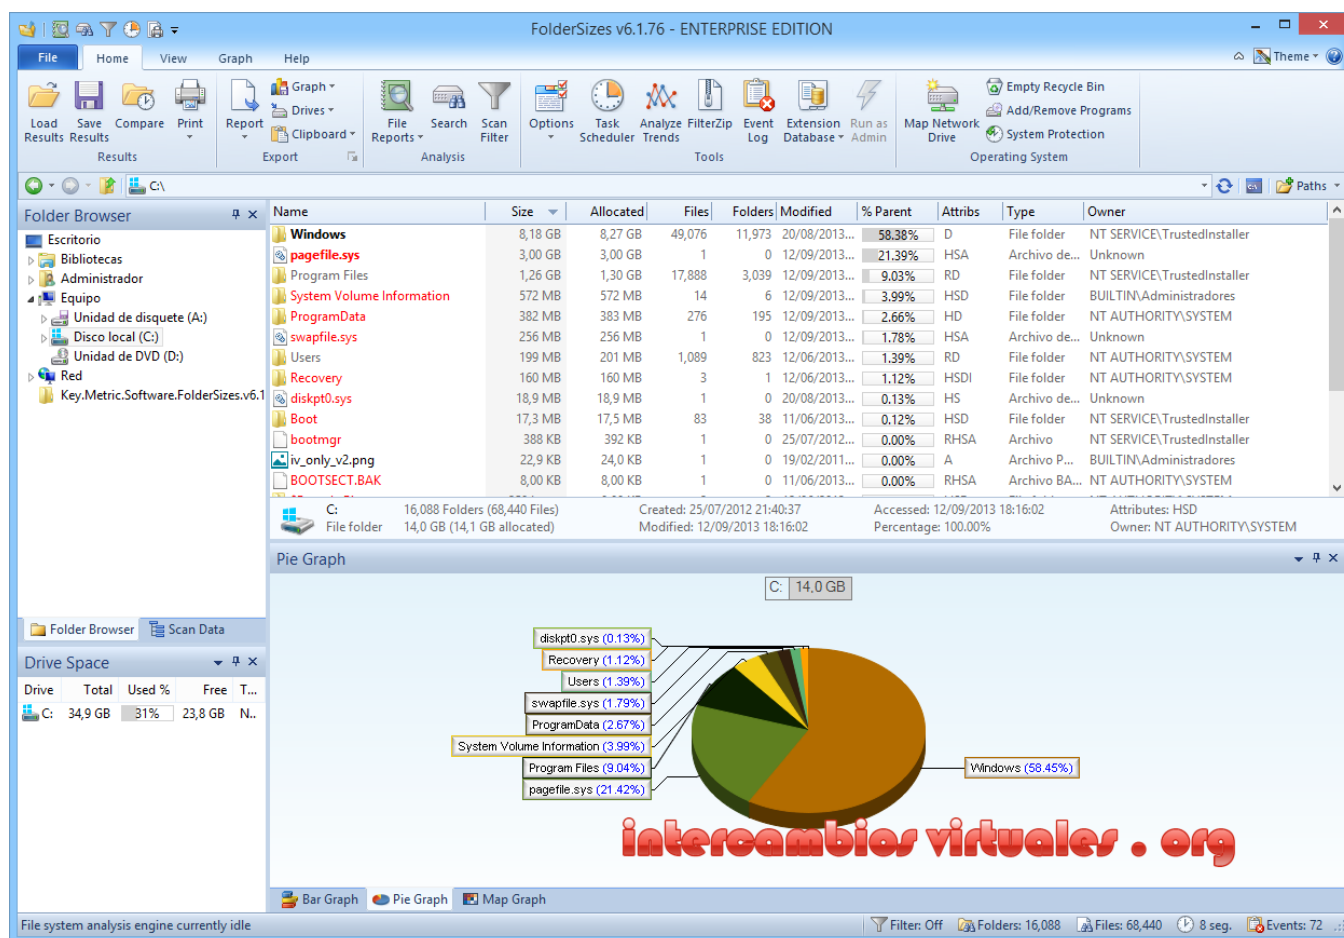 FolderSizes v6.1.76 - ENTERPRISE EDITION
File Home View Graph Help Theme
Load Results Save Results Compare Print Report Graph Drives Clipboard File Reports Search Scan Filter Options Task Scheduler Analyze Trends FilterZip Event Log Extension Database Run as Admin Map Network Drive Empty Recycle Bin Add/Remove Programs System Protection
Results Export Analysis Tools Operating System
C:\ Paths
Folder Browser
Escritorio
Bibliotecas
Administrador
Equipo
Unidad de disquete (A:)
Disco local (C:)
Unidad de DVD (D:)
Red
Key.Metric.Software.FolderSizes.v6.1
Folder Browser Scan Data
Drive Space
Drive Total Used % Free T...
C: 34,9 GB 31% 23,8 GB N..
Name Size Allocated Files Folders Modified % Parent Attribs Type Owner
Windows 8,18 GB 8,27 GB 49,076 11,973 20/08/2013... 58.38% D File folder NT SERVICE\TrustedInstaller
pagefile.sys 3,00 GB 3,00 GB 1 0 12/09/2013... 21.39% HSA Archivo de... Unknown
Program Files 1,26 GB 1,30 GB 17,888 3,039 12/09/2013... 9.03% RD File folder NT SERVICE\TrustedInstaller
System Volume Information 572 MB 572 MB 14 6 12/09/2013... 3.99% HSD File folder BUILTIN\Administradores
ProgramData 382 MB 383 MB 276 195 12/09/2013... 2.66% HD File folder NT AUTHORITY\SYSTEM
swapfile.sys 256 MB 256 MB 1 0 12/09/2013... 1.78% HSA Archivo de... Unknown
Users 199 MB 201 MB 1,089 823 12/06/2013... 1.39% RD File folder NT AUTHORITY\SYSTEM
Recovery 160 MB 160 MB 3 1 12/06/2013... 1.12% HSDI File folder NT AUTHORITY\SYSTEM
diskpt0.sys 18,9 MB 18,9 MB 1 0 20/08/2013... 0.13% HS Archivo de... Unknown
Boot 17,3 MB 17,5 MB 83 38 11/06/2013... 0.12% HSD File folder NT SERVICE\TrustedInstaller
bootmgr 388 KB 392 KB 1 0 25/07/2012... 0.00% RHSA Archivo NT SERVICE\TrustedInstaller
iv_only_v2.png 22,9 KB 24,0 KB 1 0 19/02/2011... 0.00% A Archivo P... BUILTIN\Administradores
BOOTSECT.BAK 8,00 KB 8,00 KB 1 0 11/06/2013... 0.00% RHSA Archivo BA... NT AUTHORITY\SYSTEM
C: 16,088 Folders (68,440 Files) Created: 25/07/2012 21:40:37 Accessed: 12/09/2013 18:16:02 Attributes: HSD
File folder 14,0 GB (14,1 GB allocated) Modified: 12/09/2013 18:16:02 Percentage: 100.00% Owner: NT AUTHORITY\SYSTEM
Pie Graph
C: 14,0 GB
diskpt0.sys (0.13%)
Recovery (1.12%)
Users (1.39%)
swapfile.sys (1.79%)
ProgramData (2.67%)
System Volume Information (3.99%)
Program Files (9.04%)
Windows (58.45%)
pagefile.sys (21.42%)
intercambios virtuales . org
Bar Graph Pie Graph Map Graph
File system analysis engine currently idle Filter: Off Folders: 16,088 Files: 68,440 8 seg. Events: 72